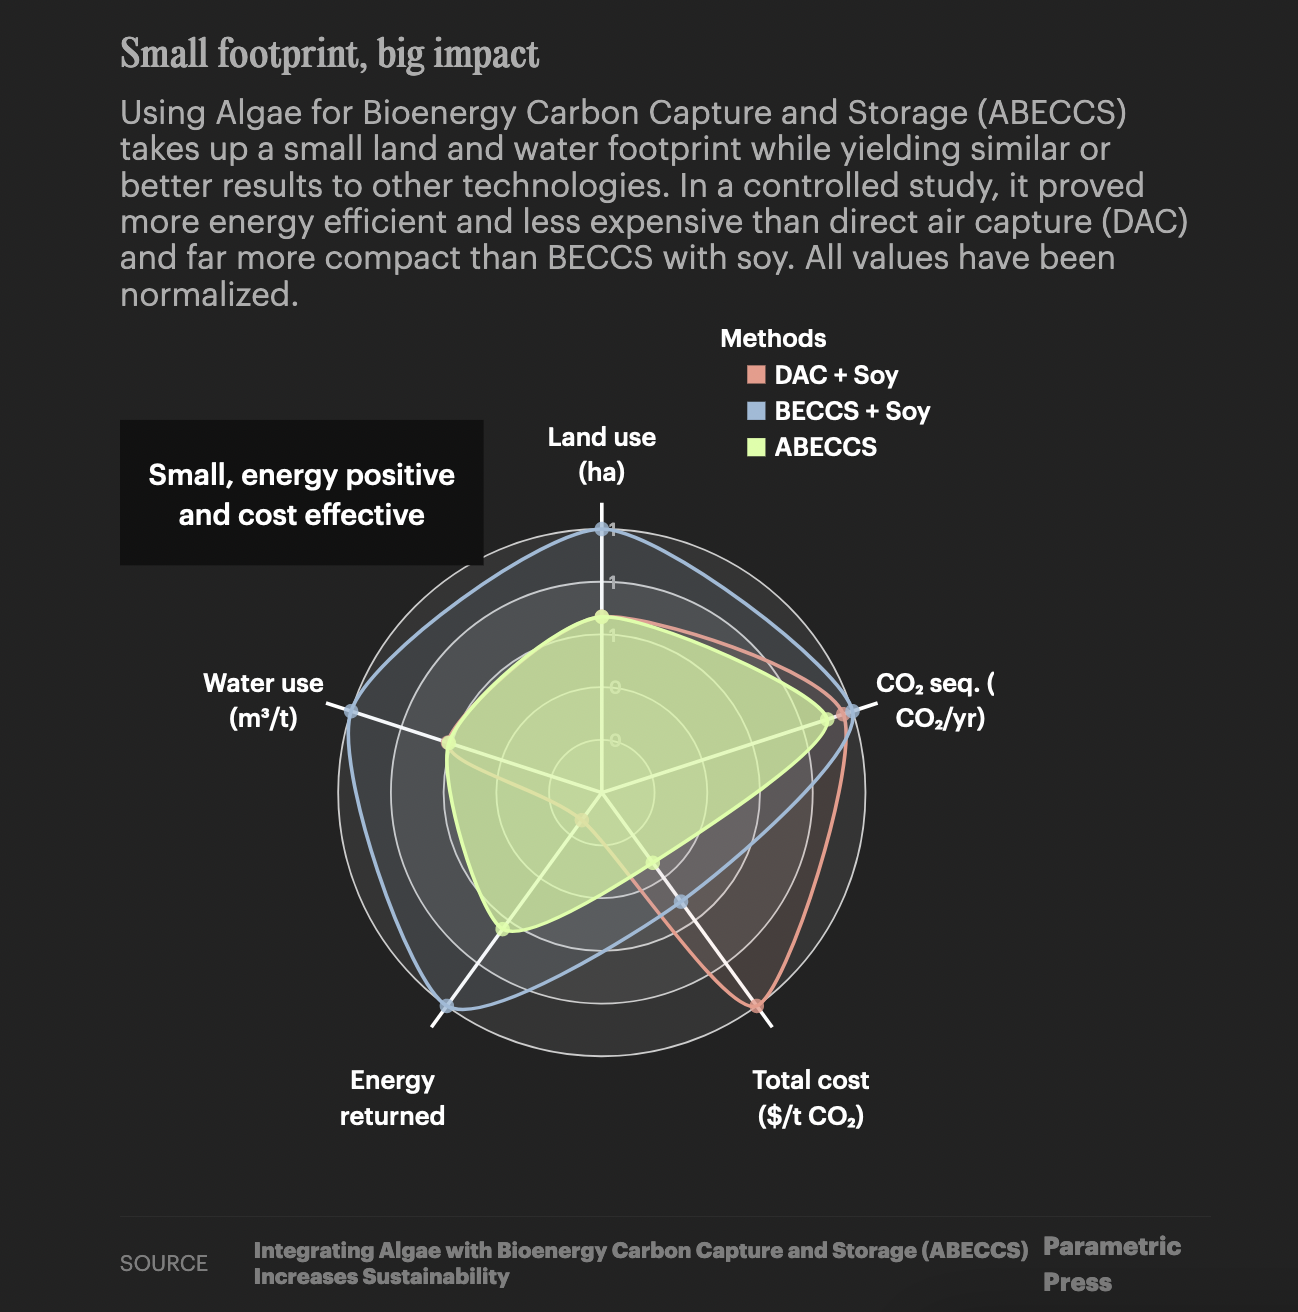 Small footprint, big impact
Using Algae for Bioenergy Carbon Capture and Storage (ABECCS)
takes up a small land and water footprint while yielding similar or
better results to other technologies. In a controlled study, it proved
more energy efficient and less expensive than direct air capture (DAC)
and far more compact than BECCS with soy. All values have been
normalized.
Methods
DAC + Soy
BECCS + Soy
ABECCS
Small, energy positive
and cost effective
Land use
(ha)
1
1
1
0
0
Water use
(m³/t)
CO₂ seq. (
CO₂/yr)
Energy
returned
Total cost
($/t CO₂)
SOURCE
Integrating Algae with Bioenergy Carbon Capture and Storage (ABECCS)
Increases Sustainability
Parametric
Press